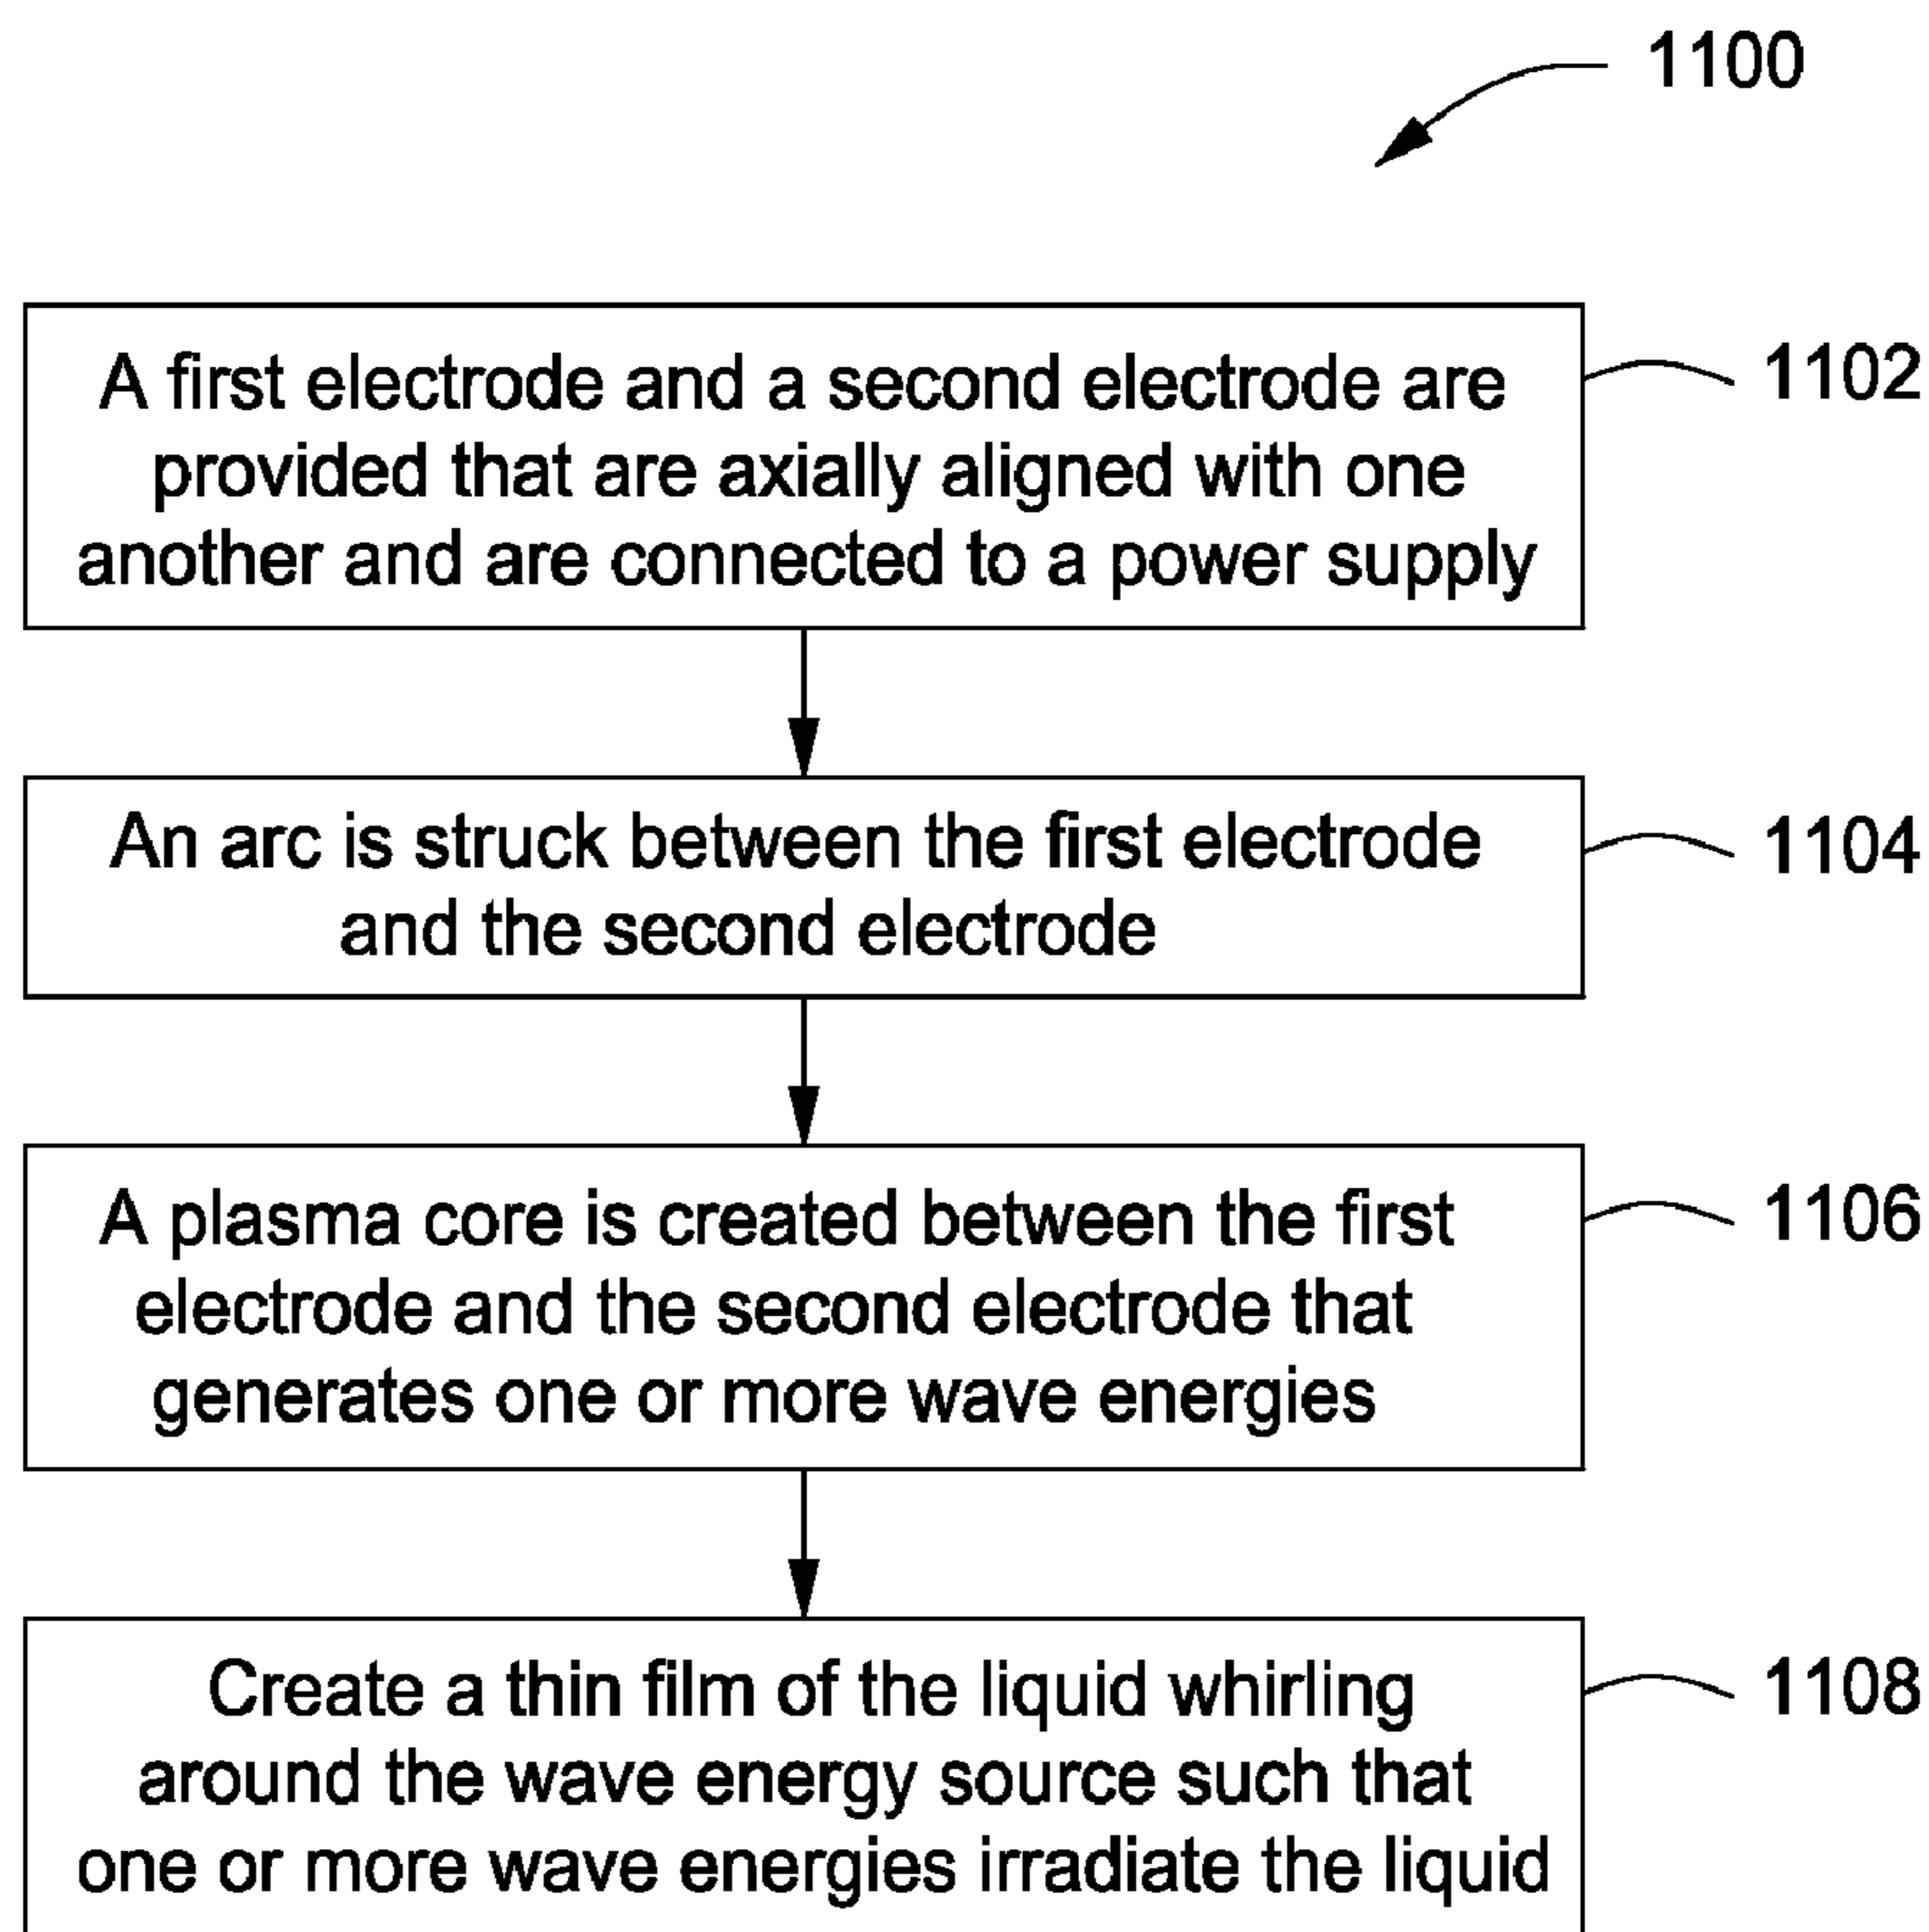 1100
A first electrode and a second electrode are
provided that are axially aligned with one
another and are connected to a power supply
1102
An arc is struck between the first electrode
and the second electrode
1104
A plasma core is created between the first
electrode and the second electrode that
generates one or more wave energies
1106
Create a thin film of the liquid whirling
around the wave energy source such that
one or more wave energies irradiate the liquid
1108